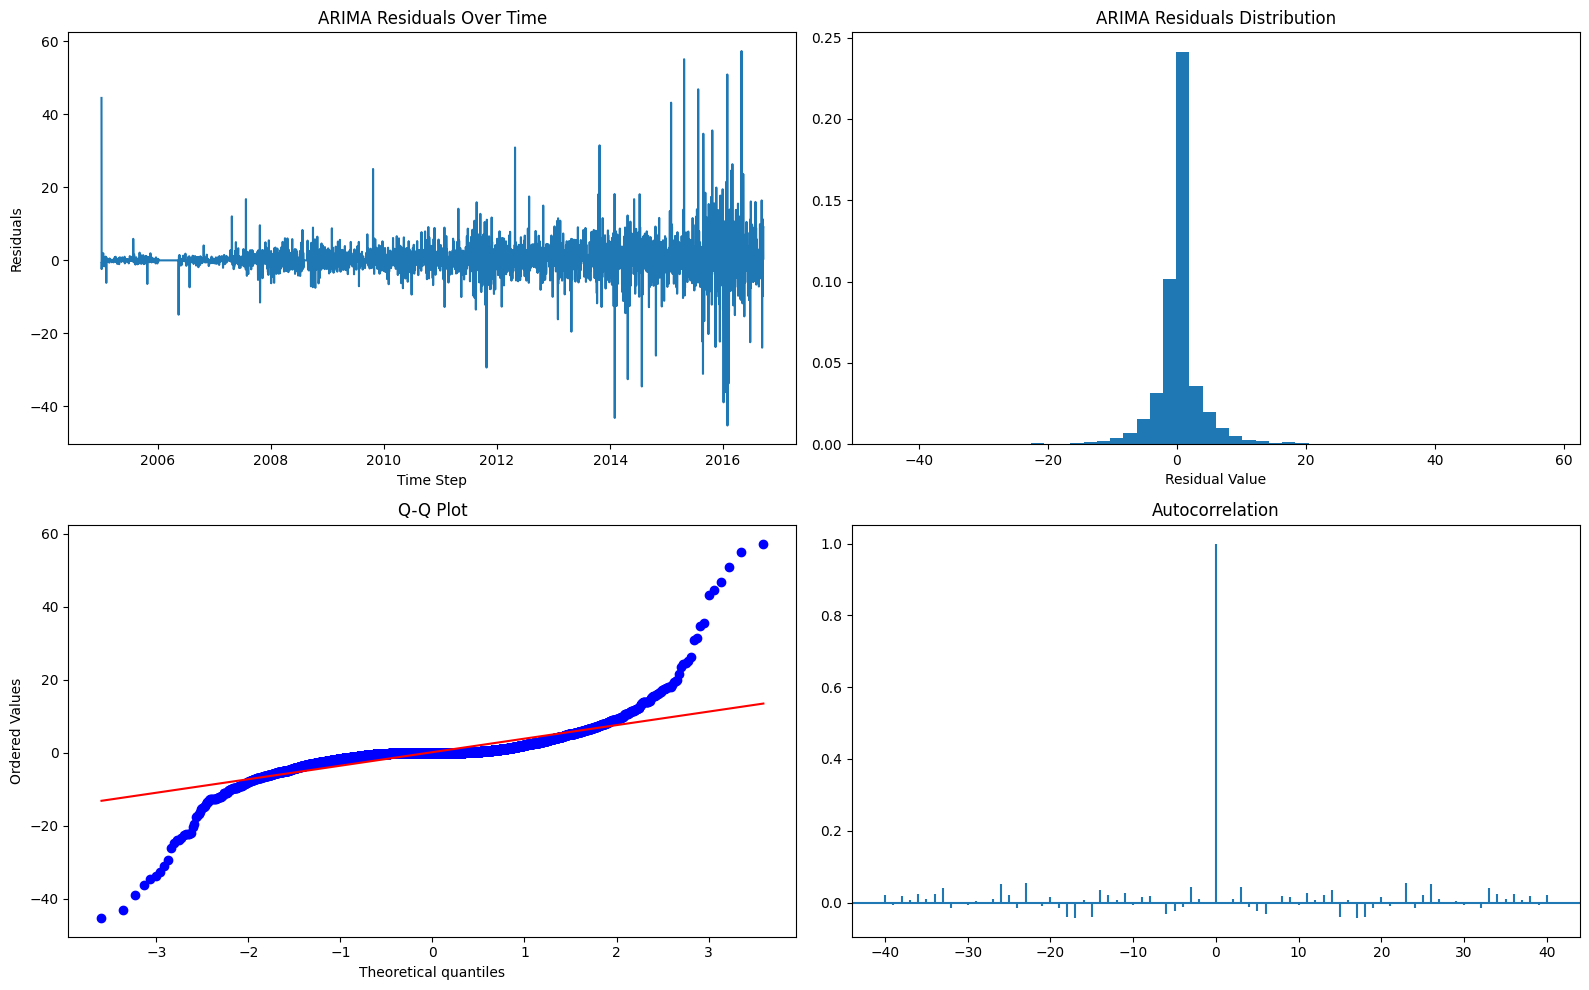 ARIMA Residuals Over Time
60
40
20
0
−20
−40
Residuals
2006 2008 2010 2012 2014 2016
Time Step
ARIMA Residuals Distribution
0.25
0.20
0.15
0.10
0.05
0.00
−40 −20 0 20 40 60
Residual Value
Q-Q Plot
60
40
20
0
−20
−40
Ordered Values
−3 −2 −1 0 1 2 3
Theoretical quantiles
Autocorrelation
1.0
0.8
0.6
0.4
0.2
0.0
−40 −30 −20 −10 0 10 20 30 40